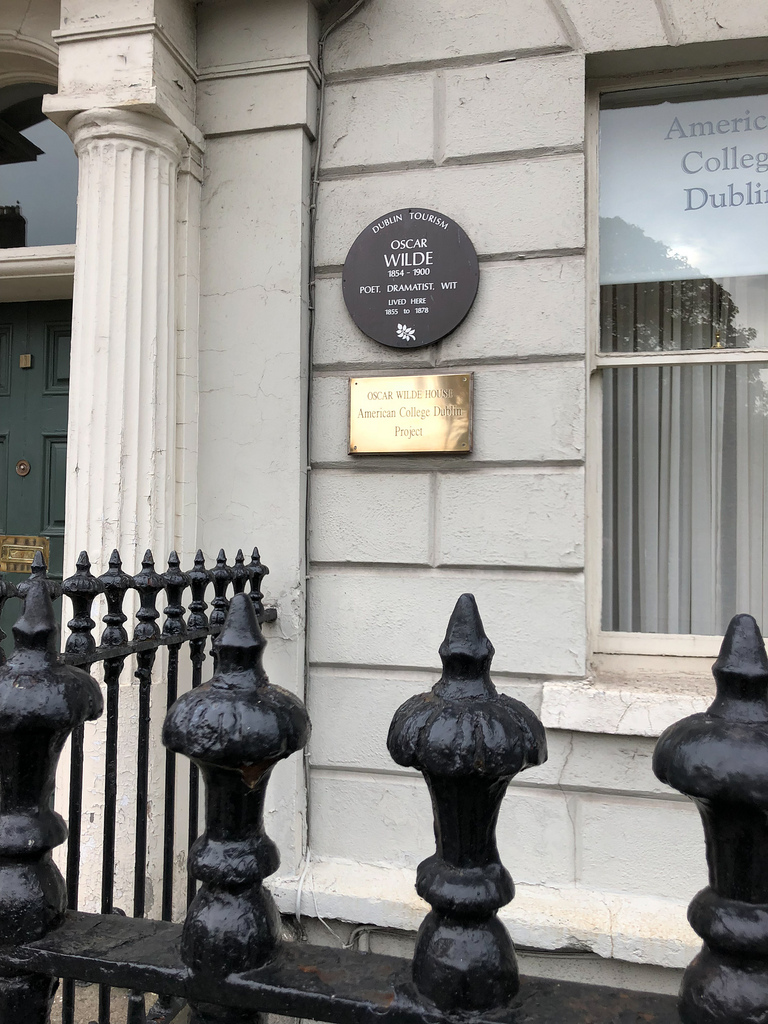 DUBLIN TOURISM
OSCAR
WILDE
1854 - 1900
POET, DRAMATIST, WIT
LIVED HERE
1855 to 1878
OSCAR WILDE HOUSE
American College Dublin
Project
Americ
Colleg
Dublin